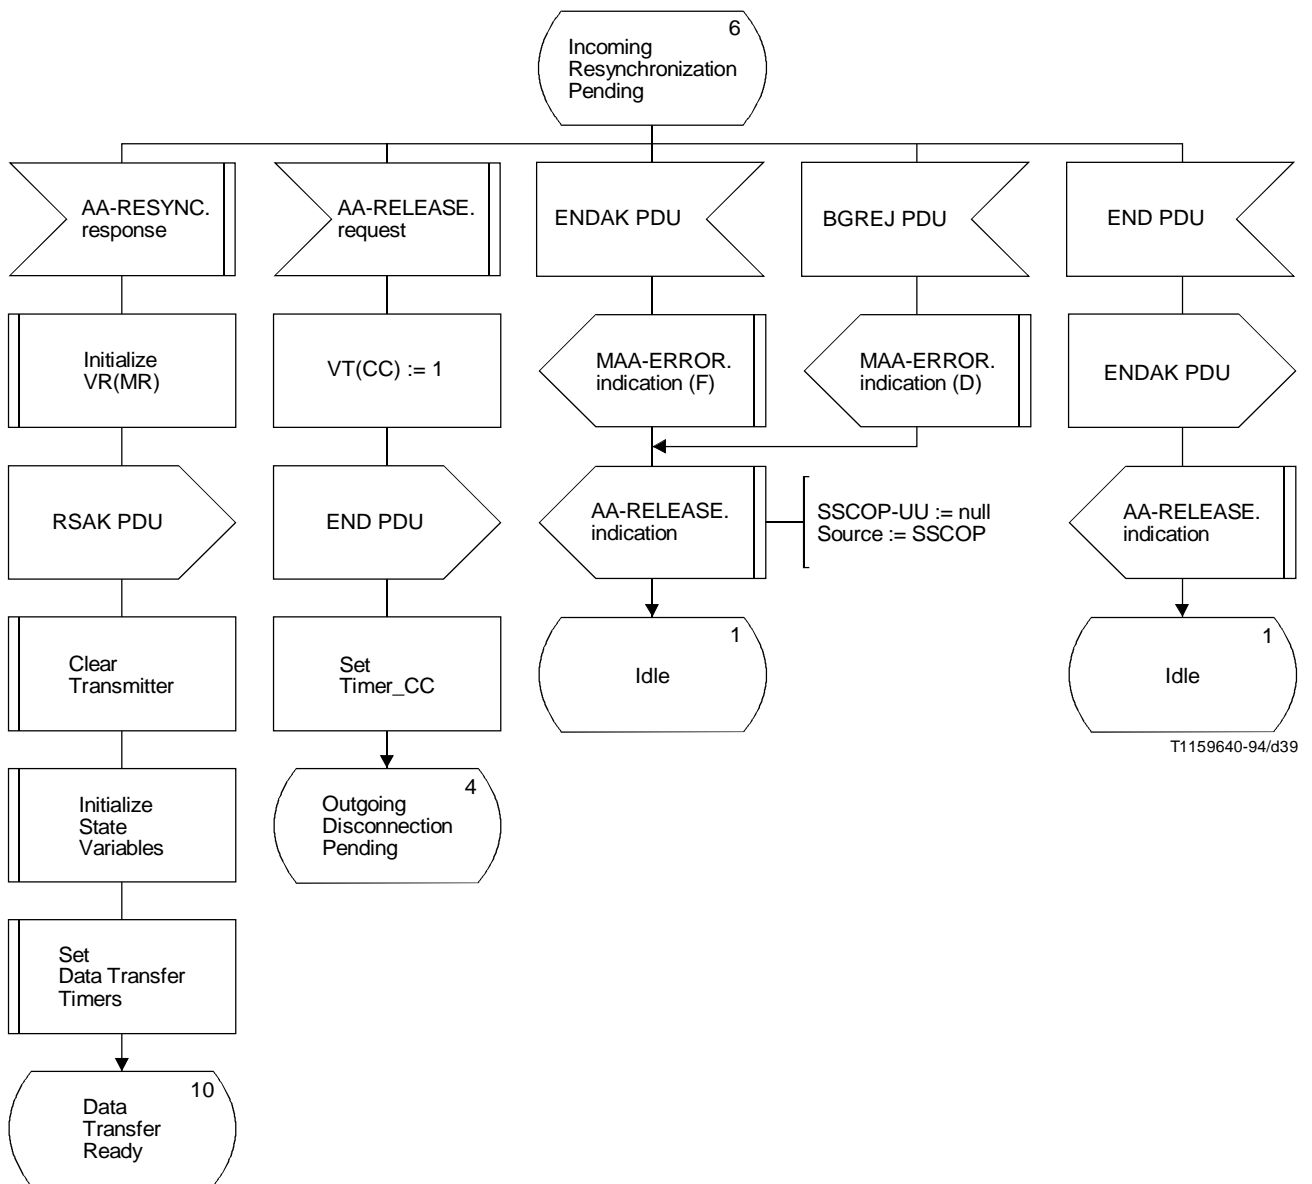 6
Incoming
Resynchronization
Pending
AA-RESYNC.
response
AA-RELEASE.
request
ENDAK PDU
BGREJ PDU
END PDU
Initialize
VR(MR)
VT(CC) := 1
MAA-ERROR.
indication (F)
MAA-ERROR.
indication (D)
ENDAK PDU
RSAK PDU
END PDU
AA-RELEASE.
indication
SSCOP-UU := null
Source := SSCOP
AA-RELEASE.
indication
Clear
Transmitter
Set
Timer_CC
1
Idle
1
Idle
T1159640-94/d39
Initialize
State
Variables
4
Outgoing
Disconnection
Pending
Set
Data Transfer
Timers
10
Data
Transfer
Ready